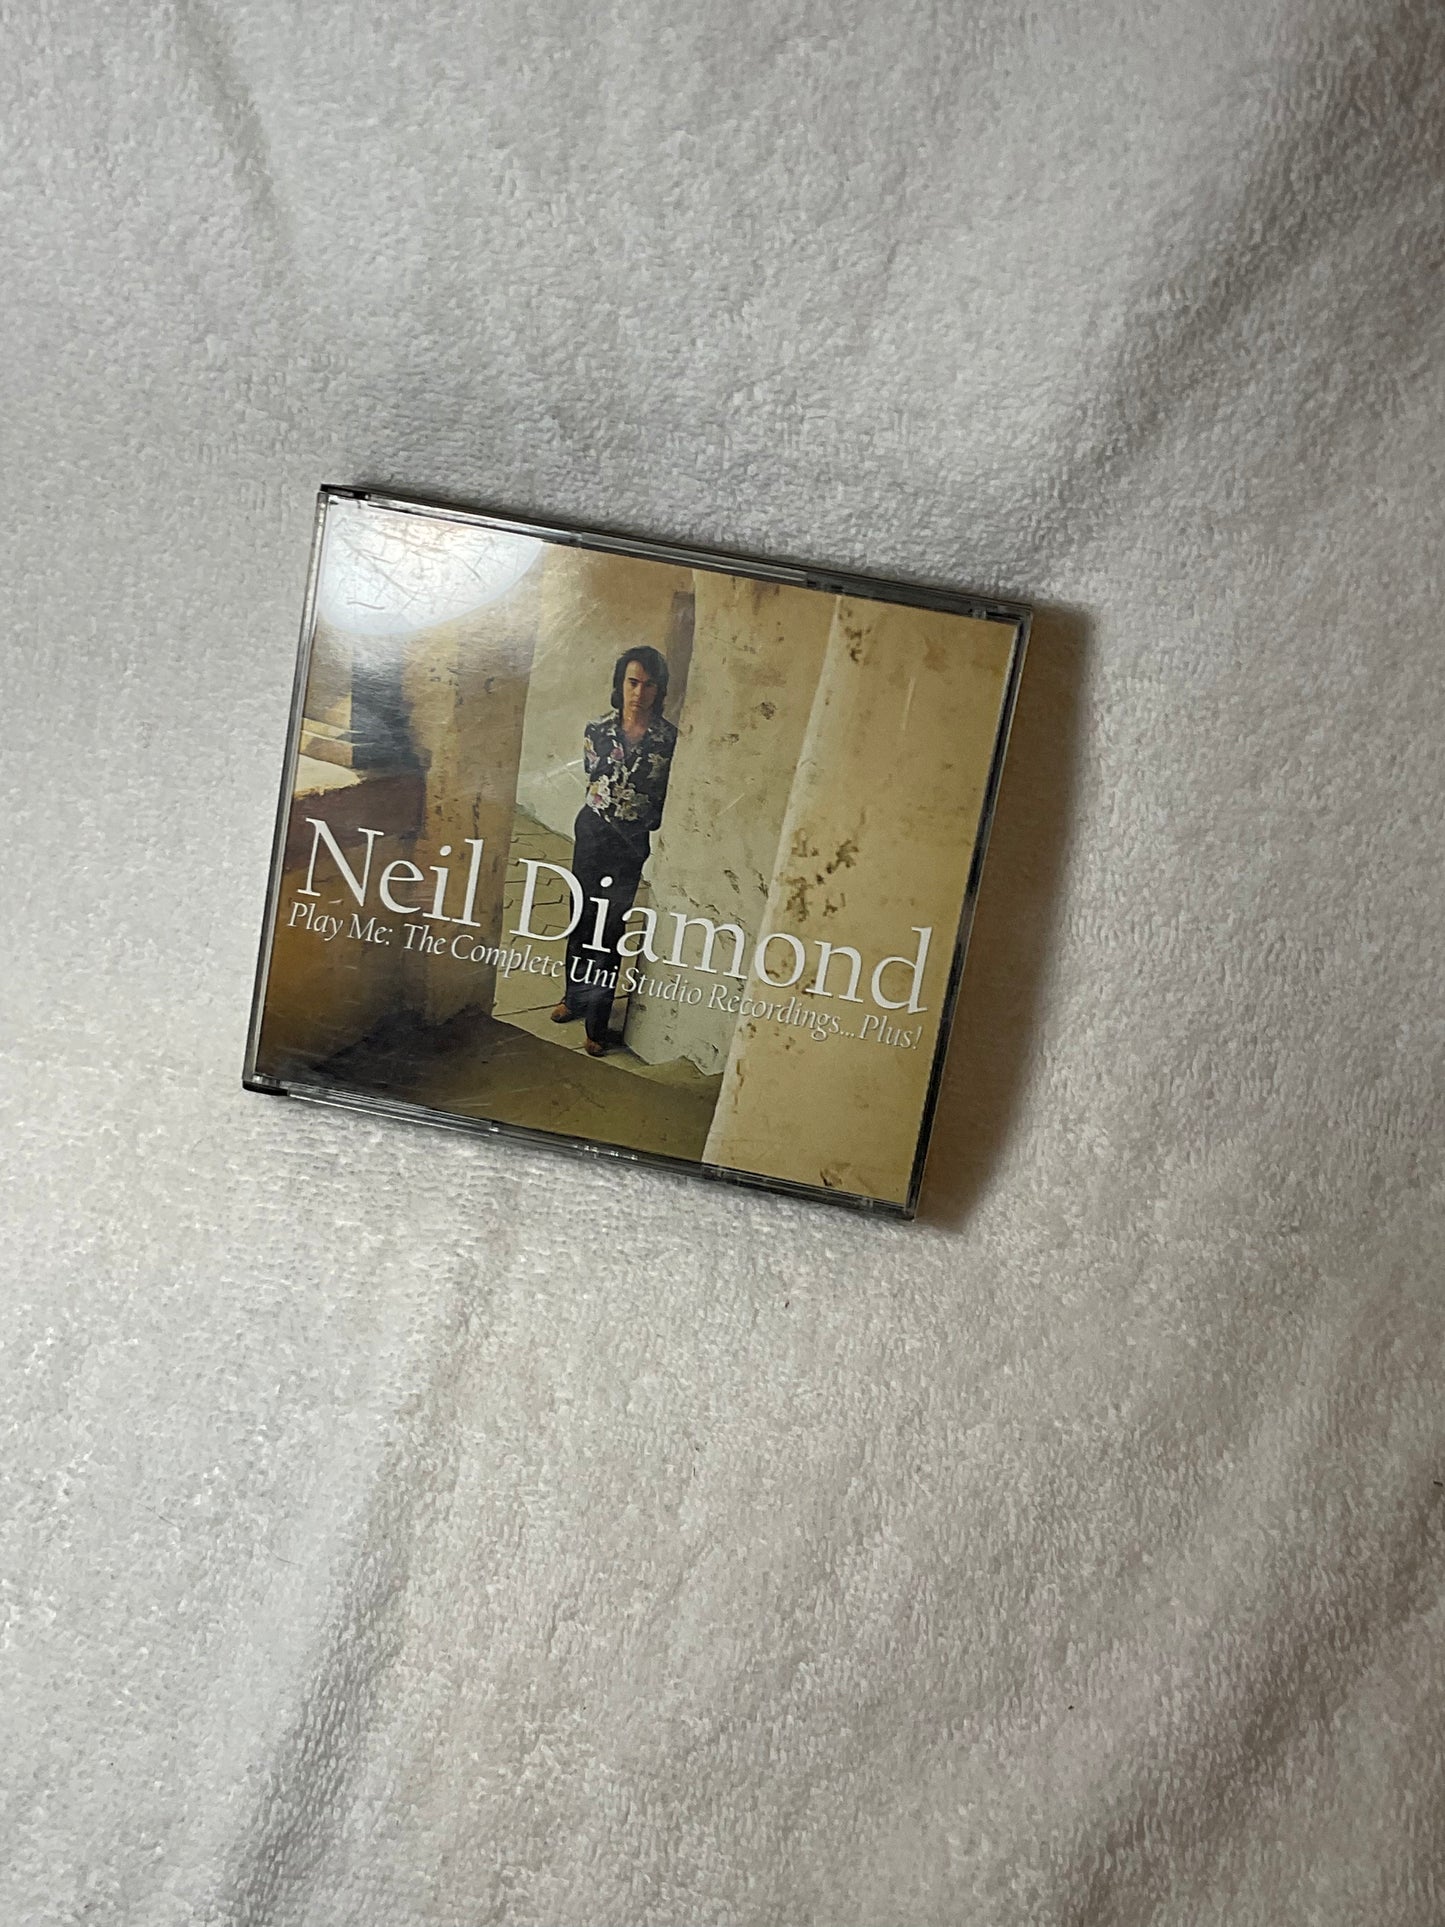 Neil Diamond
Play Me: The Complete Uni Studio Recordings...Plus!